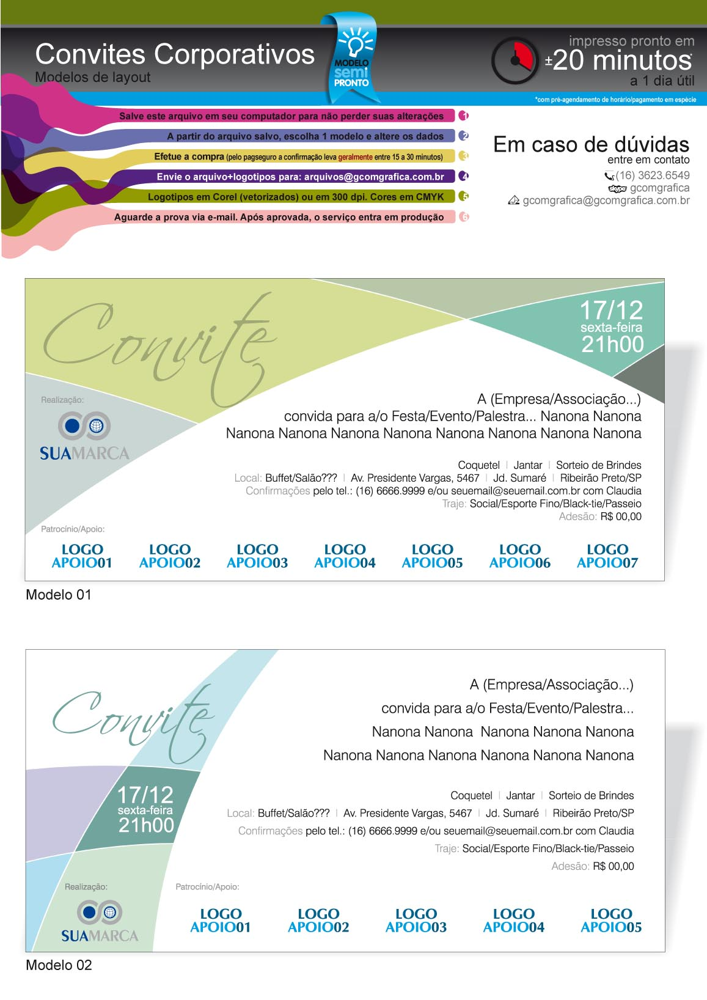 Convites Corporativos
Modelos de layout
MODELO
semi
PRONTO
impresso pronto em
±20 minutos*
a 1 dia útil
*com pré-agendamento de horário/pagamento em espécie
Salve este arquivo em seu computador para não perder suas alterações 1
A partir do arquivo salvo, escolha 1 modelo e altere os dados 2
Efetue a compra (pelo pagseguro a confirmação leva geralmente entre 15 a 30 minutos) 3
Envie o arquivo+logotipos para: arquivos@gcomgrafica.com.br 4
Logotipos em Corel (vetorizados) ou em 300 dpi. Cores em CMYK 5
Aguarde a prova via e-mail. Após aprovada, o serviço entra em produção 6
Em caso de dúvidas
entre em contato
(16) 3623.6549
skype gcomgrafica
gcomgrafica@gcomgrafica.com.br
Convite
17/12
sexta-feira
21h00
Realização:
SUAMARCA
A (Empresa/Associação...)
convida para a/o Festa/Evento/Palestra... Nanona Nanona
Nanona Nanona Nanona Nanona Nanona Nanona Nanona Nanona
Coquetel | Jantar | Sorteio de Brindes
Local: Buffet/Salão??? | Av. Presidente Vargas, 5467 | Jd. Sumaré | Ribeirão Preto/SP
Confirmações pelo tel.: (16) 6666.9999 e/ou seuemail@seuemail.com.br com Claudia
Traje: Social/Esporte Fino/Black-tie/Passeio
Adesão: R$ 00,00
Patrocínio/Apoio:
LOGO LOGO LOGO LOGO LOGO LOGO LOGO
APOIO01 APOIO02 APOIO03 APOIO04 APOIO05 APOIO06 APOIO07
Modelo 01
Convite
17/12
sexta-feira
21h00
A (Empresa/Associação...)
convida para a/o Festa/Evento/Palestra...
Nanona Nanona  Nanona Nanona Nanona
Nanona Nanona Nanona Nanona Nanona Nanona
Coquetel | Jantar | Sorteio de Brindes
Local: Buffet/Salão??? | Av. Presidente Vargas, 5467 | Jd. Sumaré | Ribeirão Preto/SP
Confirmações pelo tel.: (16) 6666.9999 e/ou seuemail@seuemail.com.br com Claudia
Traje: Social/Esporte Fino/Black-tie/Passeio
Adesão: R$ 00,00
Realização:
SUAMARCA
Patrocínio/Apoio:
LOGO LOGO LOGO LOGO LOGO
APOIO01 APOIO02 APOIO03 APOIO04 APOIO05
Modelo 02